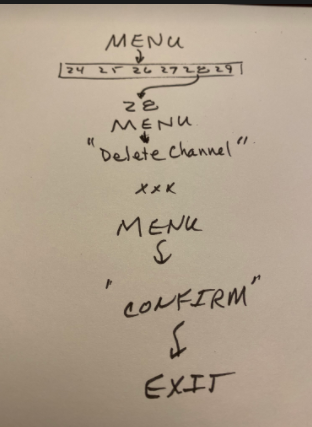 MENU
24 25 26 27 28 29
28
MENU
"Delete Channel"
xxx
MENU
"CONFIRM"
EXIT